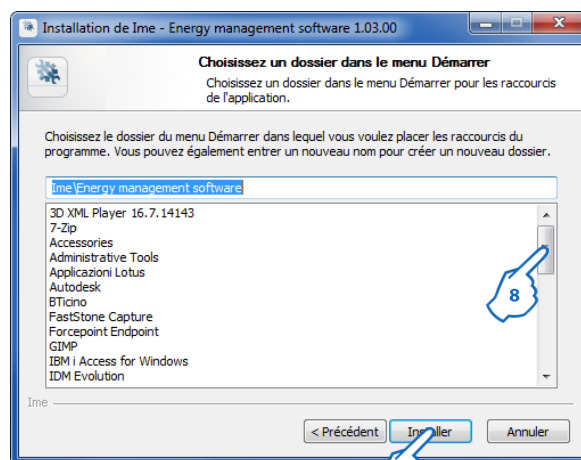 Installation de Ime - Energy management software 1.03.00
Choisissez un dossier dans le menu Démarrer
Choisissez un dossier dans le menu Démarrer pour les raccourcis
de l'application.
Choisissez le dossier du menu Démarrer dans lequel vous voulez placer les raccourcis du
programme. Vous pouvez également entrer un nouveau nom pour créer un nouveau dossier.
Ime\Energy management software
3D XML Player 16.7.14143
7-Zip
Accessories
Administrative Tools
Applicazioni Lotus
Autodesk
BTicino
FastStone Capture
Forcepoint Endpoint
GIMP
IBM i Access for Windows
IDM Evolution
8
Ime
< Précédent
Installer
Annuler